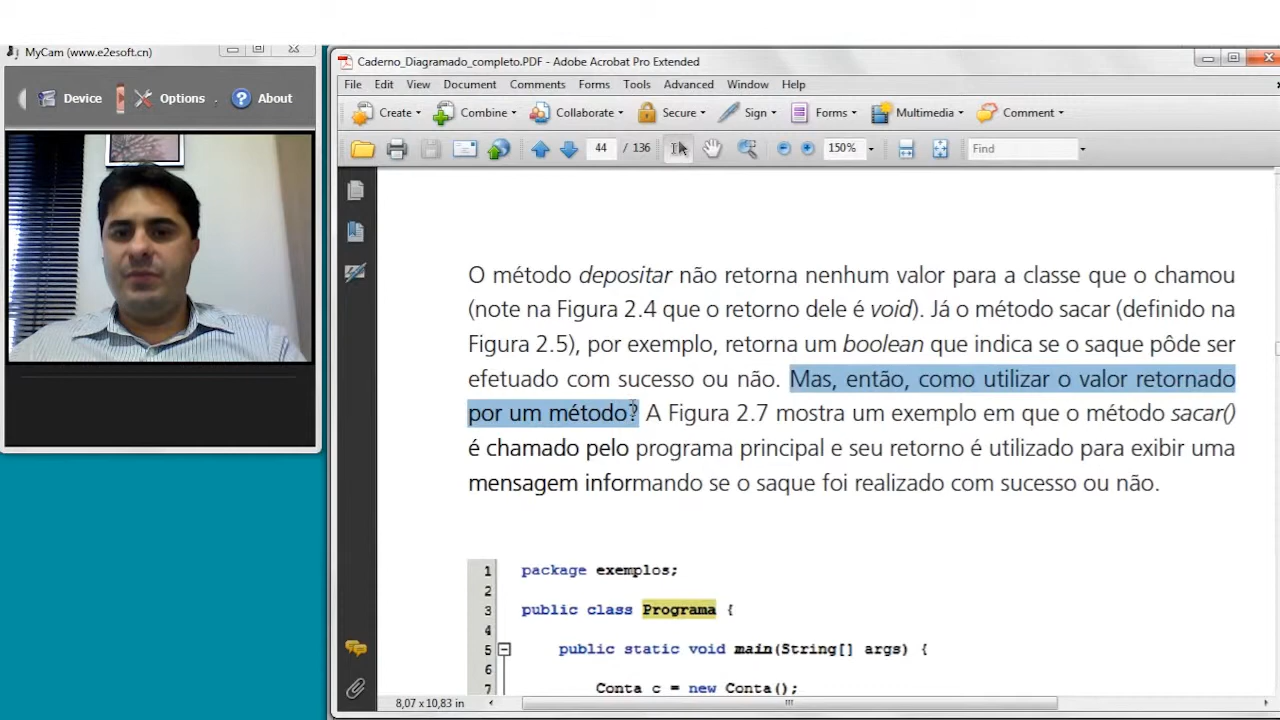 MyCam (www.e2esoft.cn)
Device
Options
About
Caderno_Diagramado_completo.PDF - Adobe Acrobat Pro Extended
File Edit View Document Comments Forms Tools Advanced Window Help
Create Combine Collaborate Secure Sign Forms Multimedia Comment
44 / 136 150% Find
O método depositar não retorna nenhum valor para a classe que o chamou
(note na Figura 2.4 que o retorno dele é void). Já o método sacar (definido na
Figura 2.5), por exemplo, retorna um boolean que indica se o saque pôde ser
efetuado com sucesso ou não. Mas, então, como utilizar o valor retornado
por um método? A Figura 2.7 mostra um exemplo em que o método sacar()
é chamado pelo programa principal e seu retorno é utilizado para exibir uma
mensagem informando se o saque foi realizado com sucesso ou não.
1 package exemplos;
2
3 public class Programa {
4
5 public static void main(String[] args) {
6
7 Conta c = new Conta();
8,07 x 10,83 in